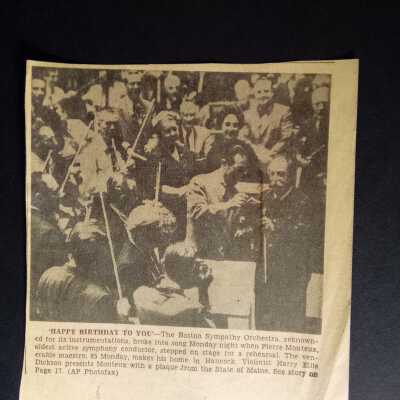 'HAPPY BIRTHDAY TO YOU'—The Boston Sympathy Orchestra, reknown-
ed for its instrumentations, broke into song Monday night when Pierre Monteux,
oldest active symphony conductor, stepped on stage for a rehersal. The ven-
erable maestro, 85 Monday, makes his home in Hancock. Violinist Harry Ellis
Dickson presents Monteux with a plaque from the State of Maine. See story on
Page 17. (AP Photofax)